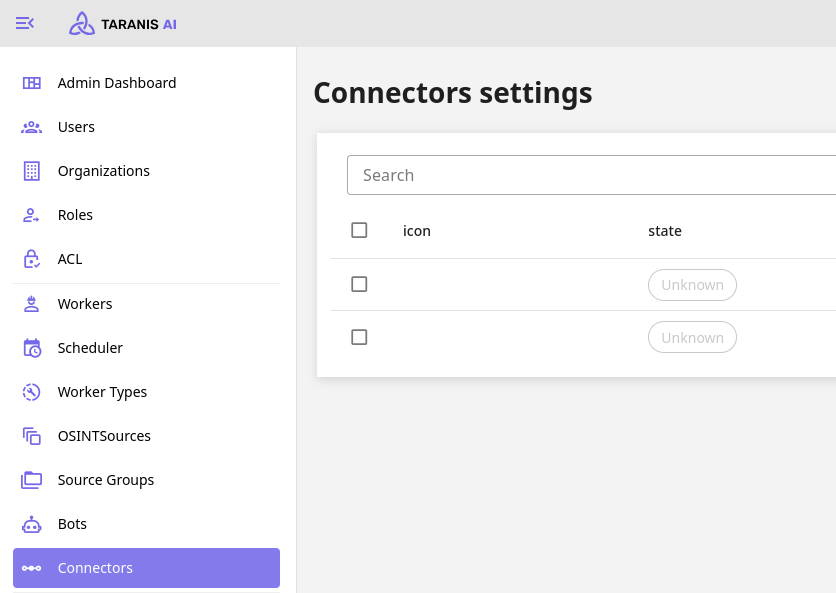 TARANIS AI
Admin Dashboard
Users
Organizations
Roles
ACL
Workers
Scheduler
Worker Types
OSINTSources
Source Groups
Bots
Connectors
Connectors settings
Search
icon state
Unknown
Unknown